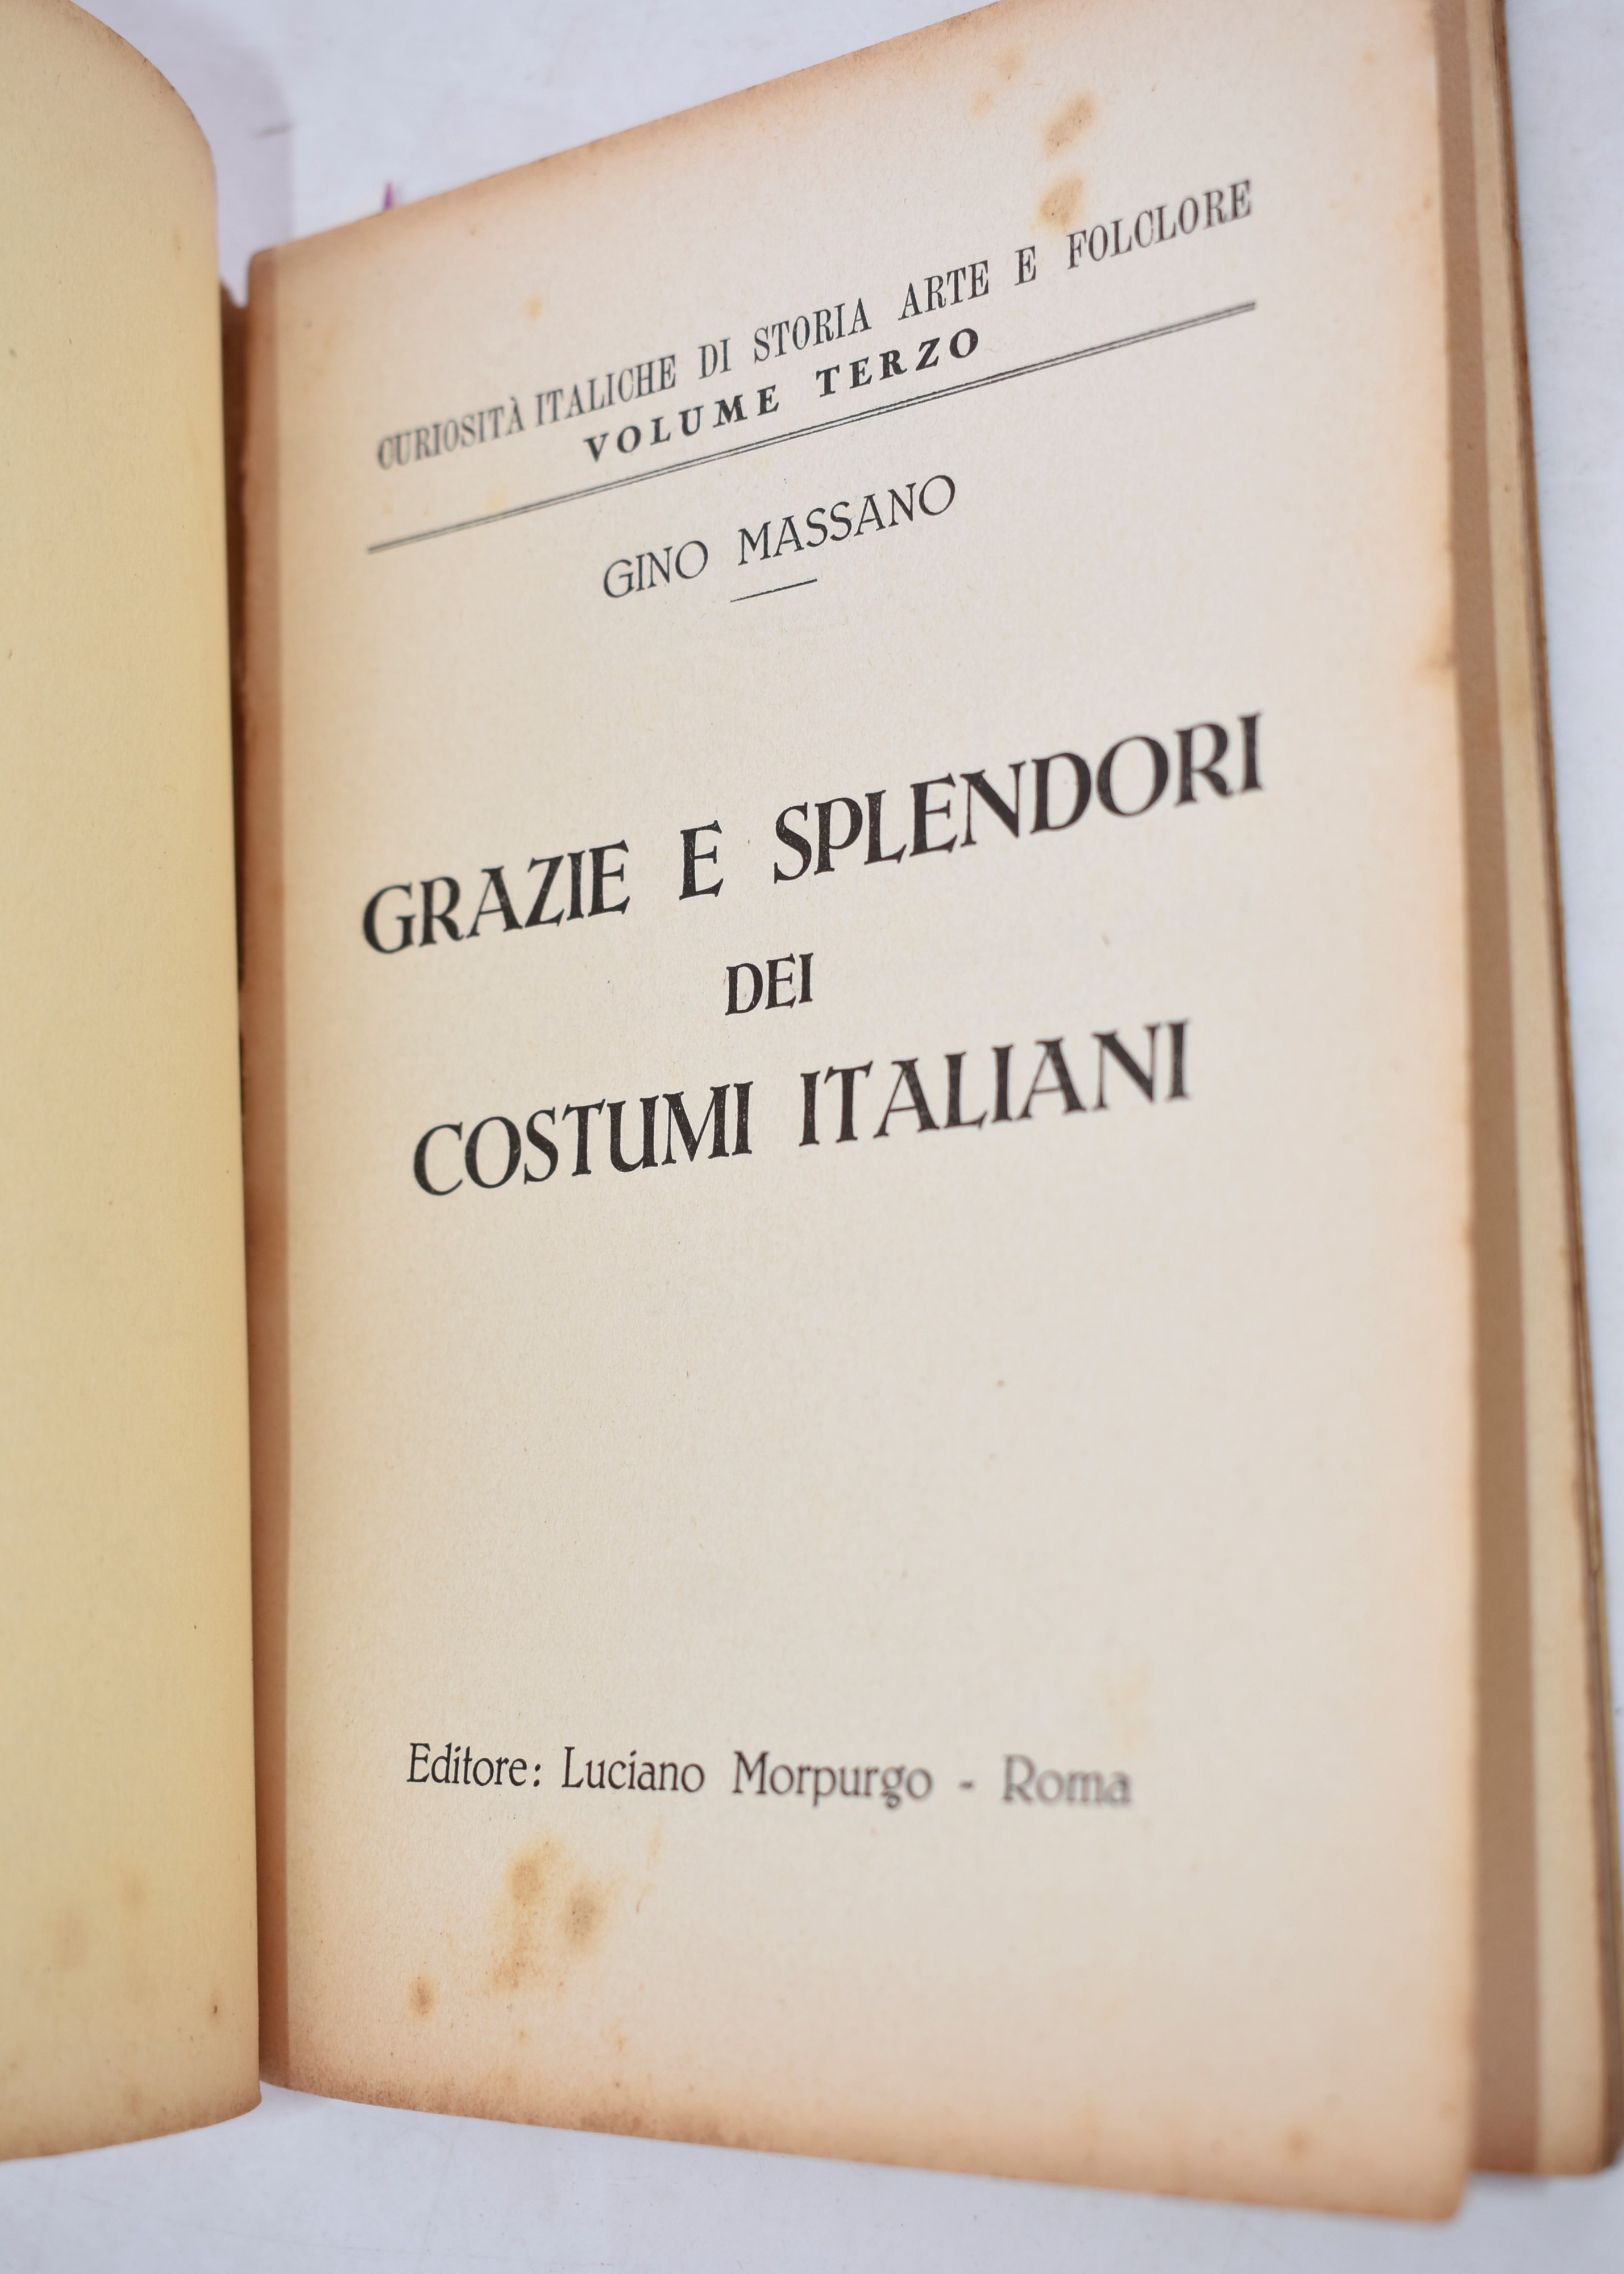 CURIOSITÀ ITALICHE DI STORIA ARTE E FOLCLORE
VOLUME TERZO
GINO MASSANO
GRAZIE E SPLENDORI
DEI
COSTUMI ITALIANI
Editore: Luciano Morpurgo - Roma